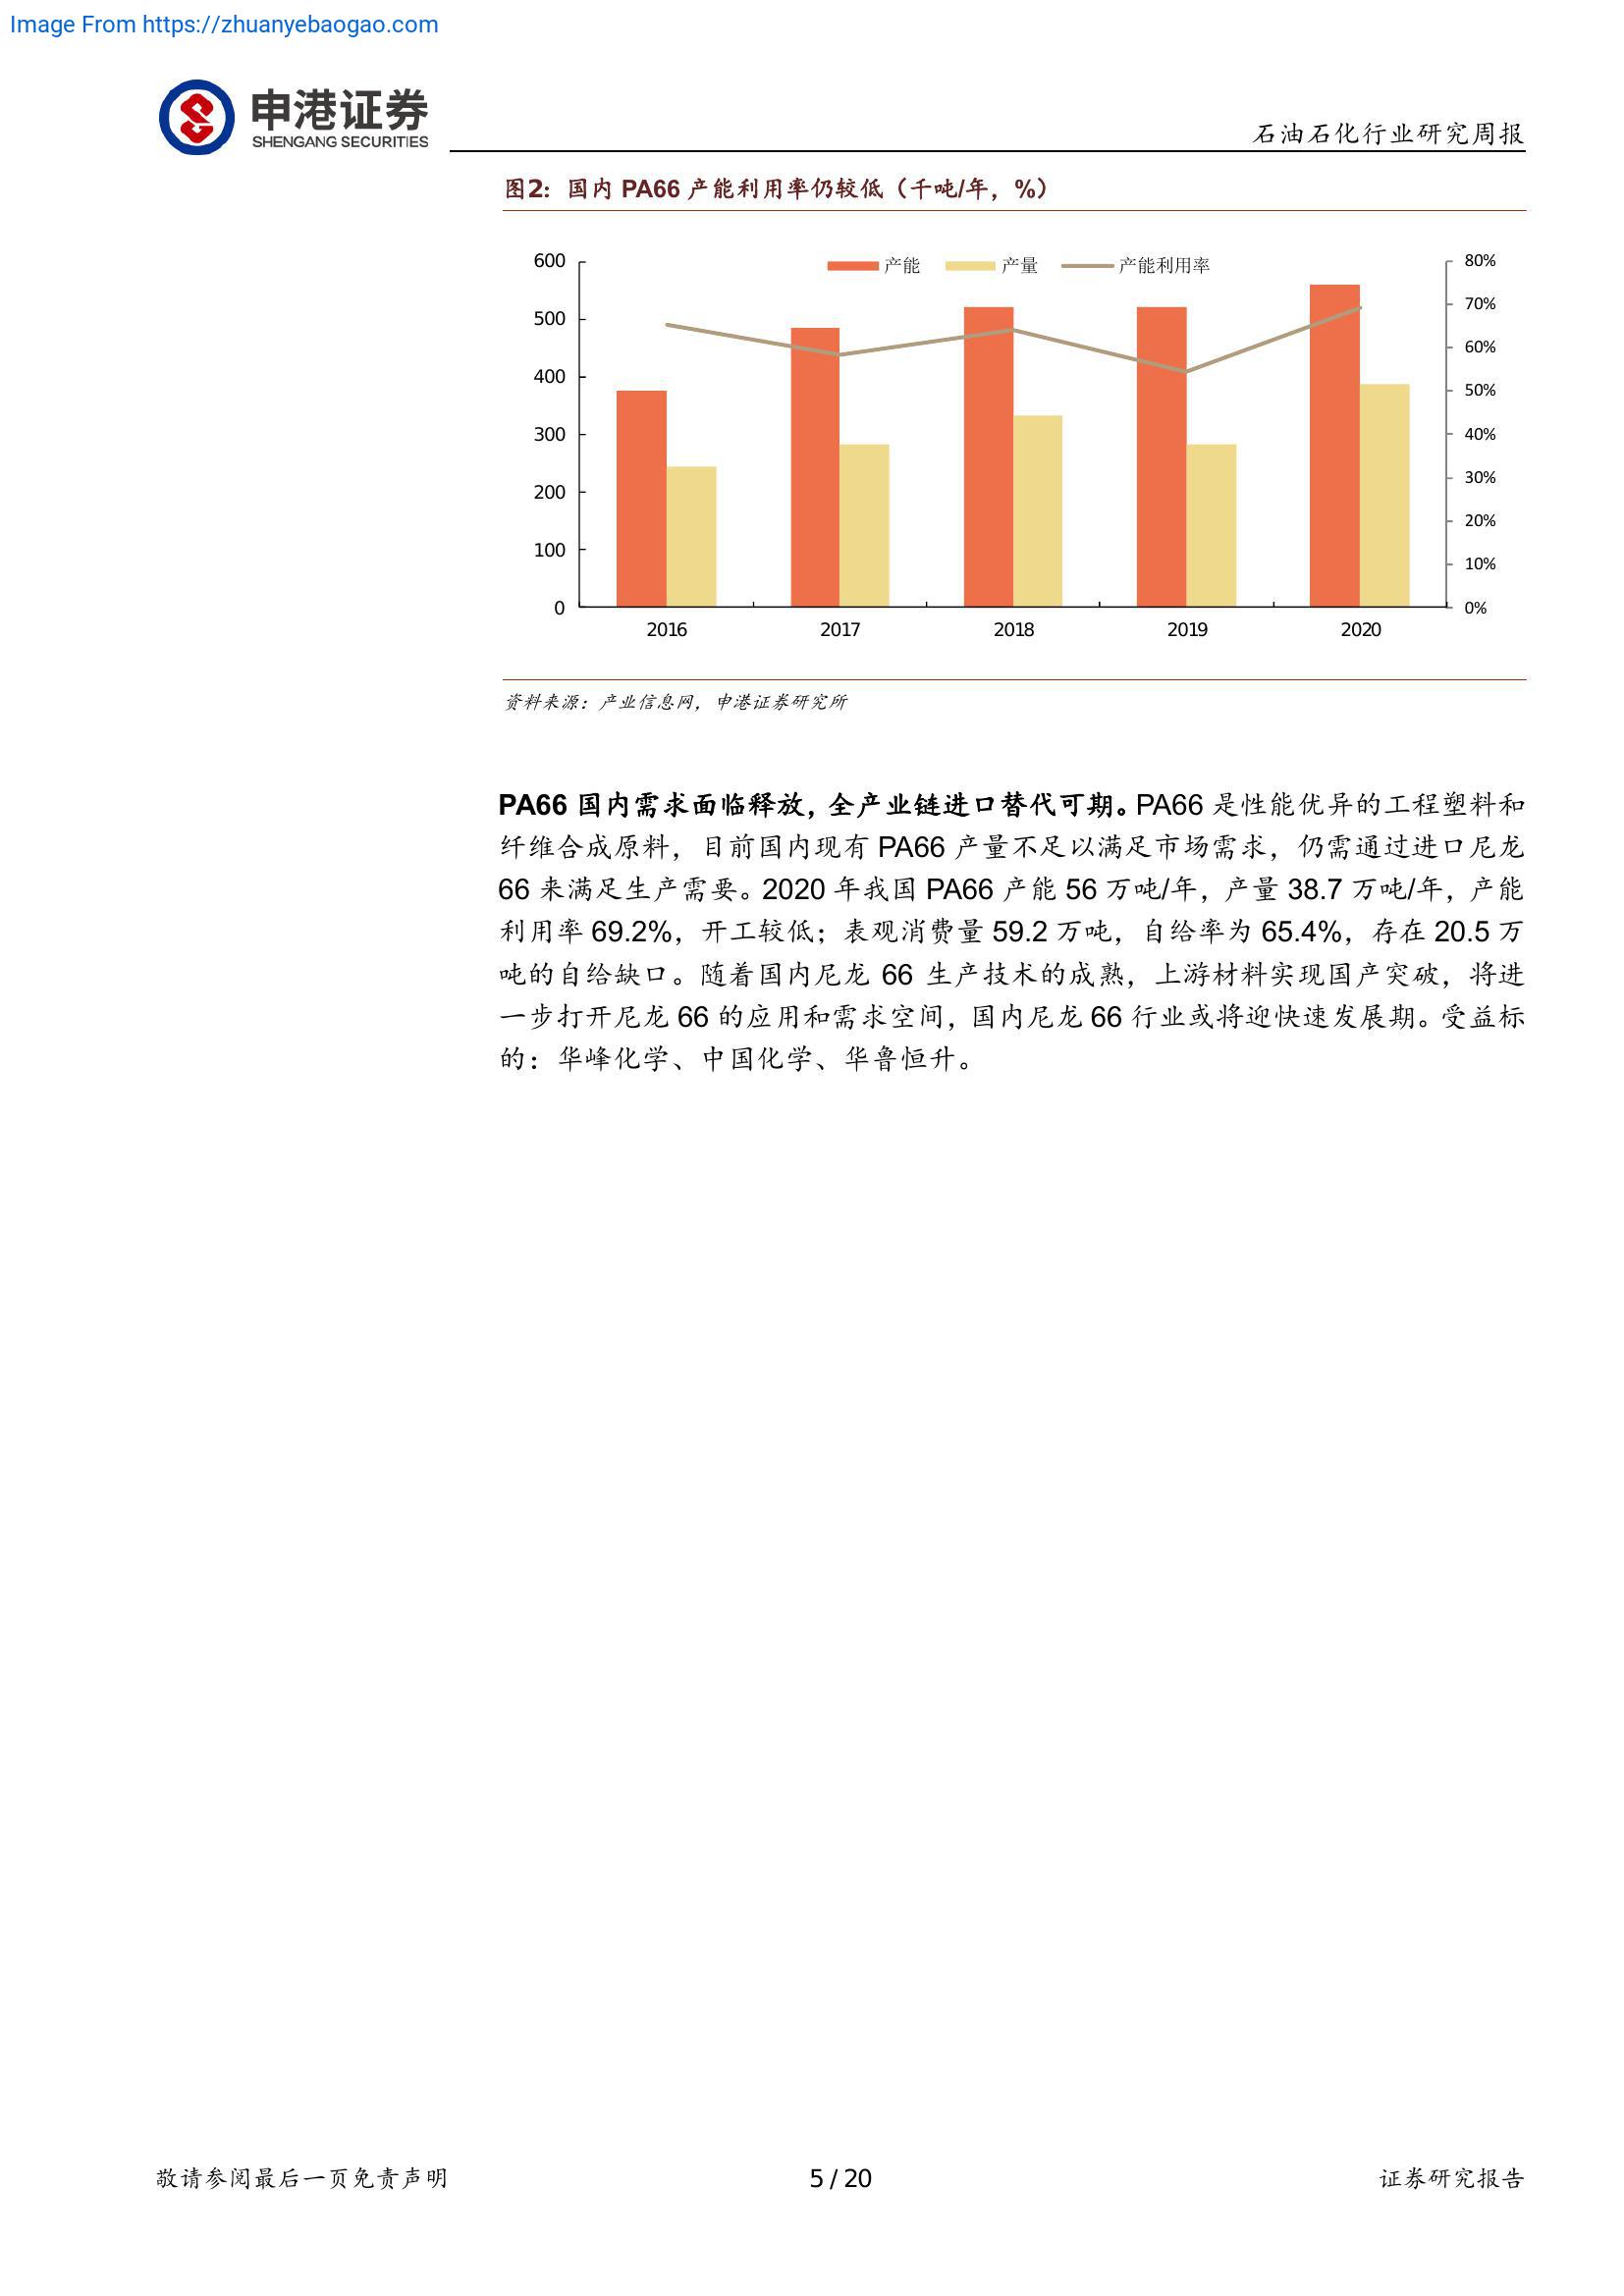 Image From https://zhuanyebaogao.com
申港证券
SHENGANG SECURITIES
石油石化行业研究周报
图2：国内 PA66 产能利用率仍较低（千吨/年，%）
产能 产量 产能利用率
600
500
400
300
200
100
0
80%
70%
60%
50%
40%
30%
20%
10%
0%
2016 2017 2018 2019 2020
资料来源：产业信息网，申港证券研究所
PA66 国内需求面临释放，全产业链进口替代可期。PA66 是性能优异的工程塑料和
纤维合成原料，目前国内现有 PA66 产量不足以满足市场需求，仍需通过进口尼龙
66 来满足生产需要。2020 年我国 PA66 产能 56 万吨/年，产量 38.7 万吨/年，产能
利用率 69.2%，开工较低；表观消费量 59.2 万吨，自给率为 65.4%，存在 20.5 万
吨的自给缺口。随着国内尼龙 66 生产技术的成熟，上游材料实现国产突破，将进
一步打开尼龙 66 的应用和需求空间，国内尼龙 66 行业或将迎快速发展期。受益标
的：华峰化学、中国化学、华鲁恒升。
敬请参阅最后一页免责声明
5 / 20
证券研究报告